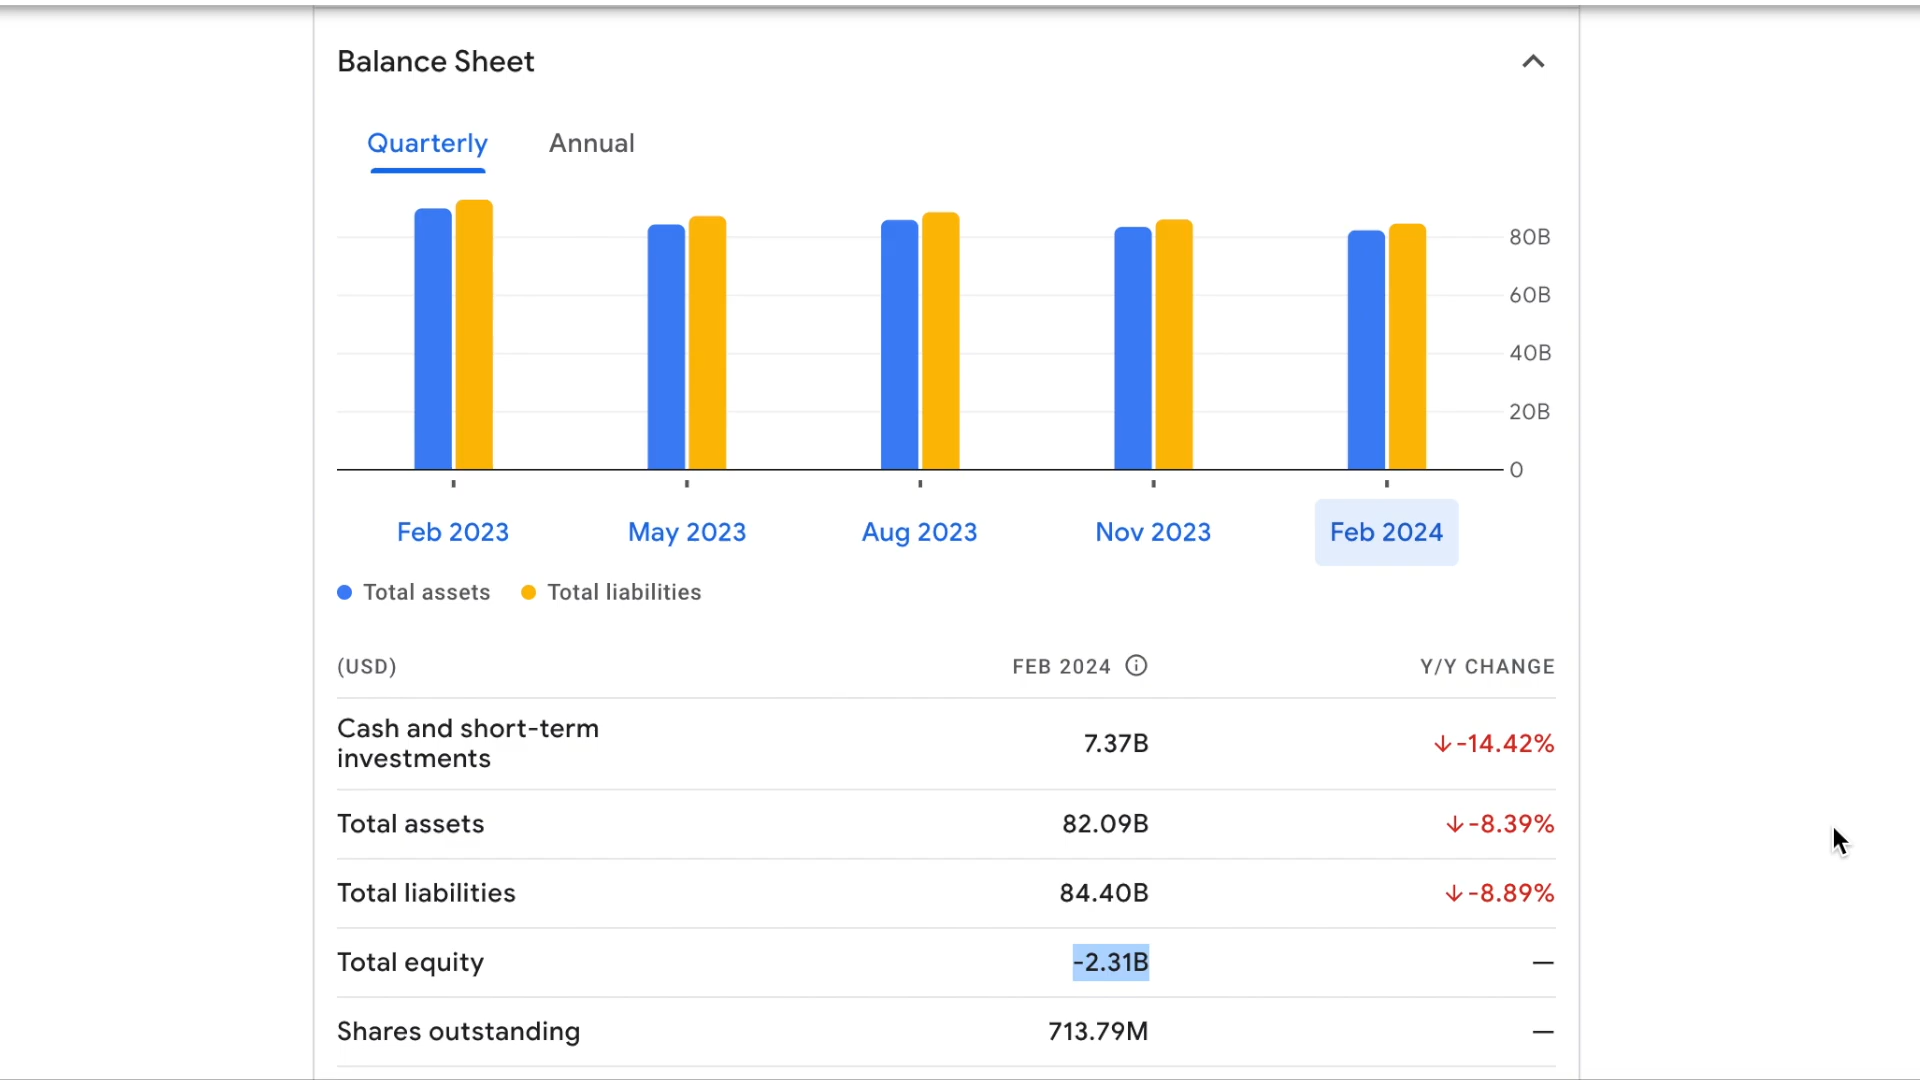 Balance Sheet
Quarterly Annual
80B
60B
40B
20B
0
Feb 2023 May 2023 Aug 2023 Nov 2023 Feb 2024
Total assets Total liabilities
(USD) FEB 2024 Y/Y CHANGE
Cash and short-term
investments 7.37B -14.42%
Total assets 82.09B -8.39%
Total liabilities 84.40B -8.89%
Total equity -2.31B —
Shares outstanding 713.79M —